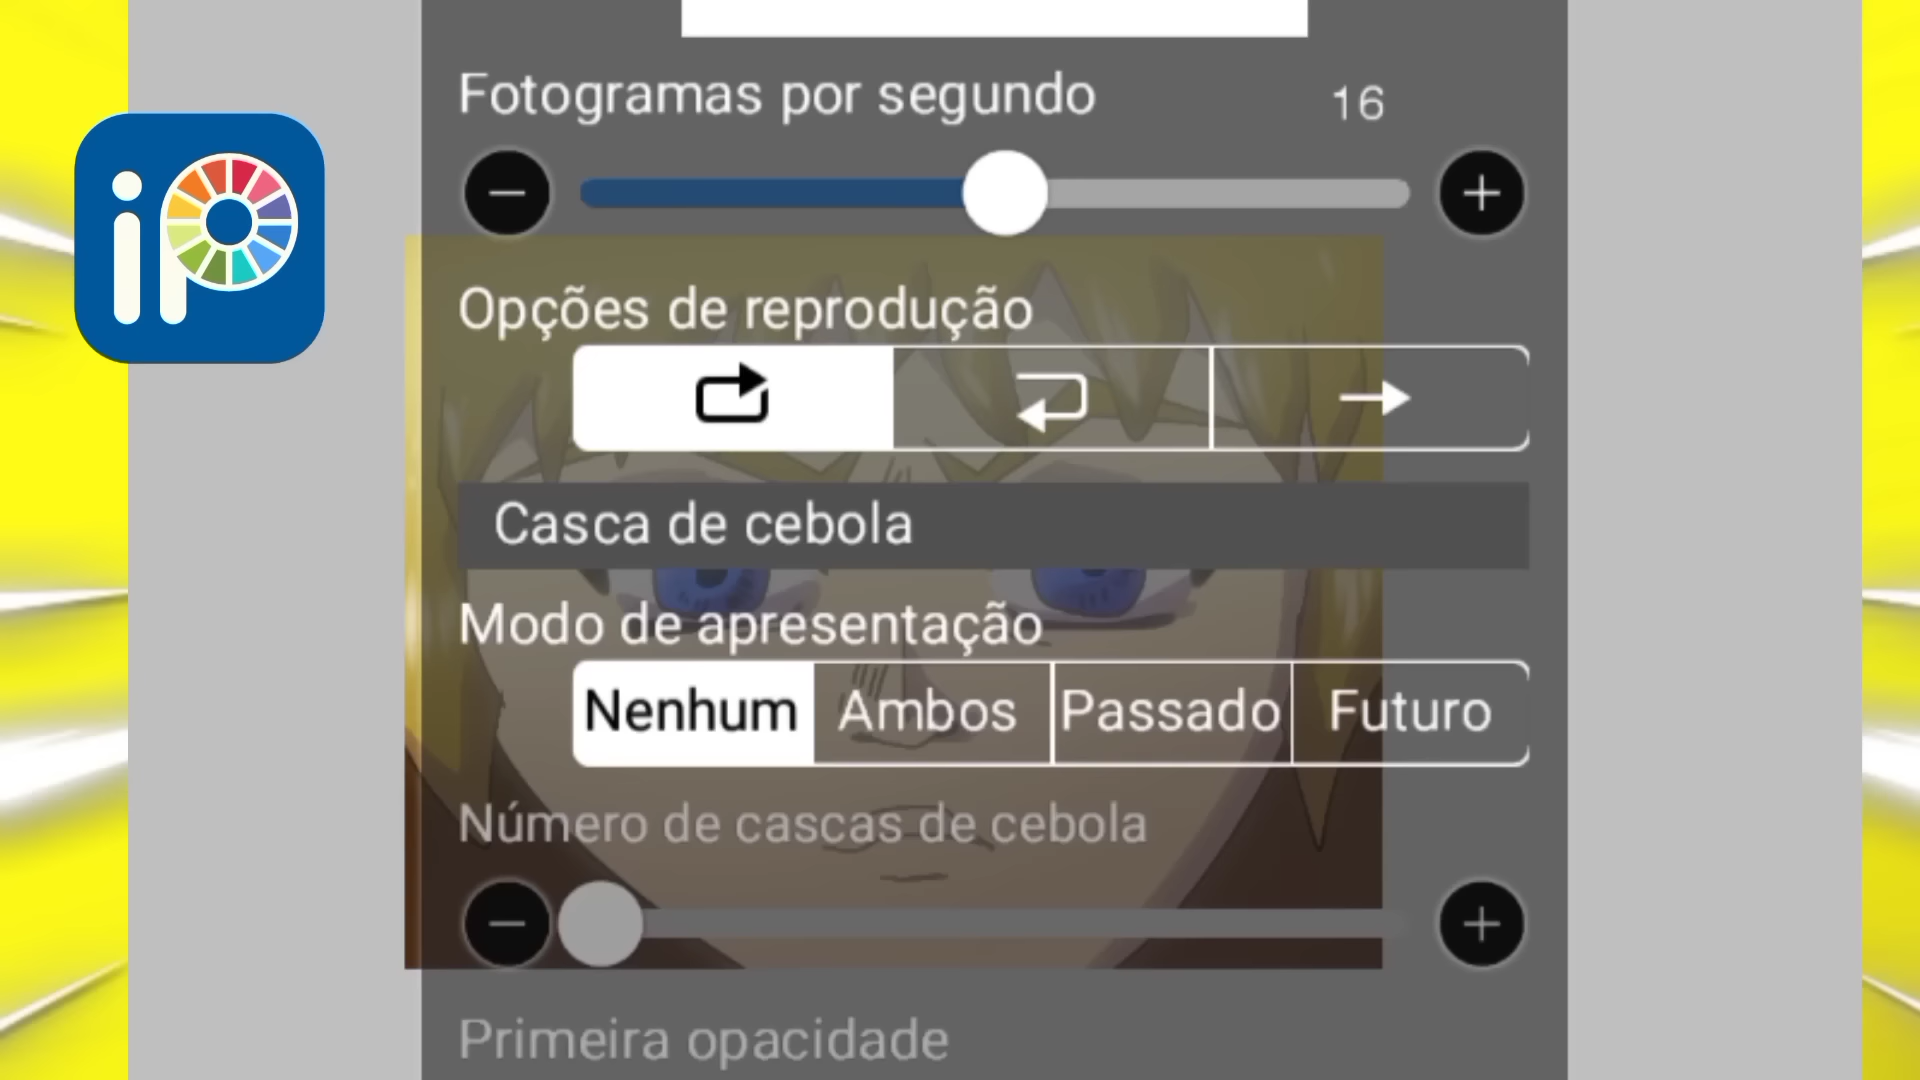 iP
Fotogramas por segundo 16
Opções de reprodução
Casca de cebola
Modo de apresentação
Nenhum Ambos Passado Futuro
Número de cascas de cebola
Primeira opacidade